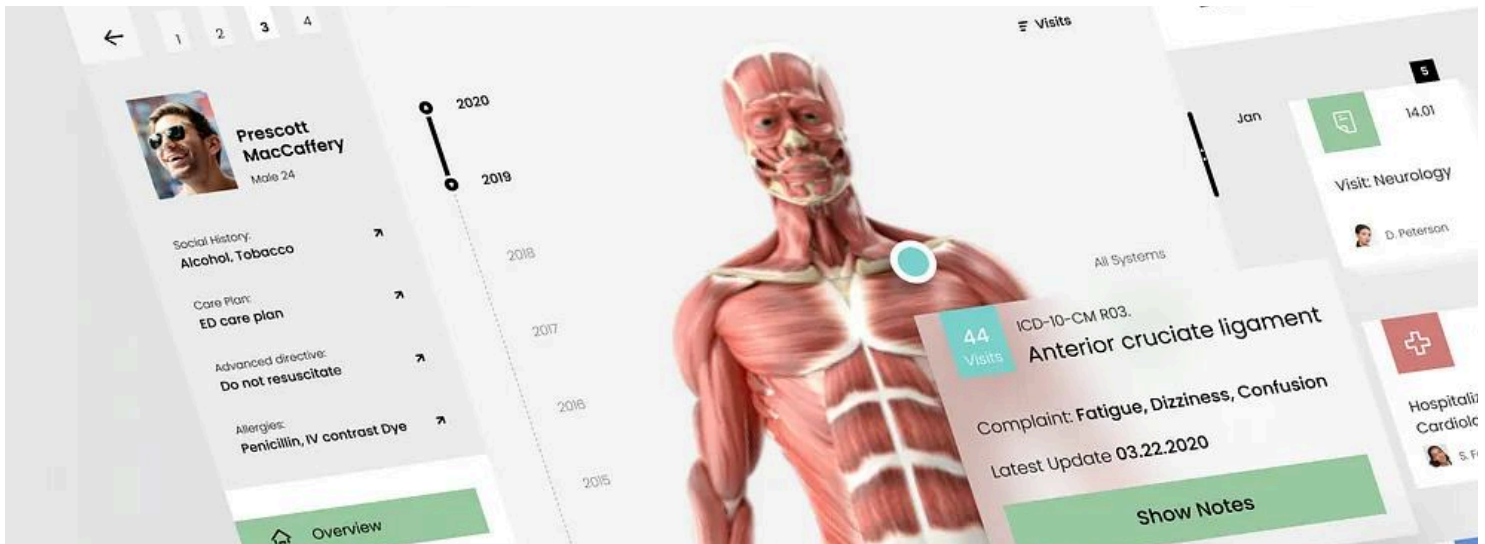 1 2 3 4
Prescott
MacCaffery
Male 24
Social History:
Alcohol, Tobacco
Care Plan:
ED care plan
Advanced directive:
Do not resuscitate
Allergies:
Penicillin, IV contrast Dye
Overview
2020
2019
2018
2017
2016
2015
Visits
All Systems
44
Visits
ICD-10-CM R03.
Anterior cruciate ligament
Complaint: Fatigue, Dizziness, Confusion
Latest Update 03.22.2020
Show Notes
Jan
5
14.01
Visit: Neurology
D. Peterson